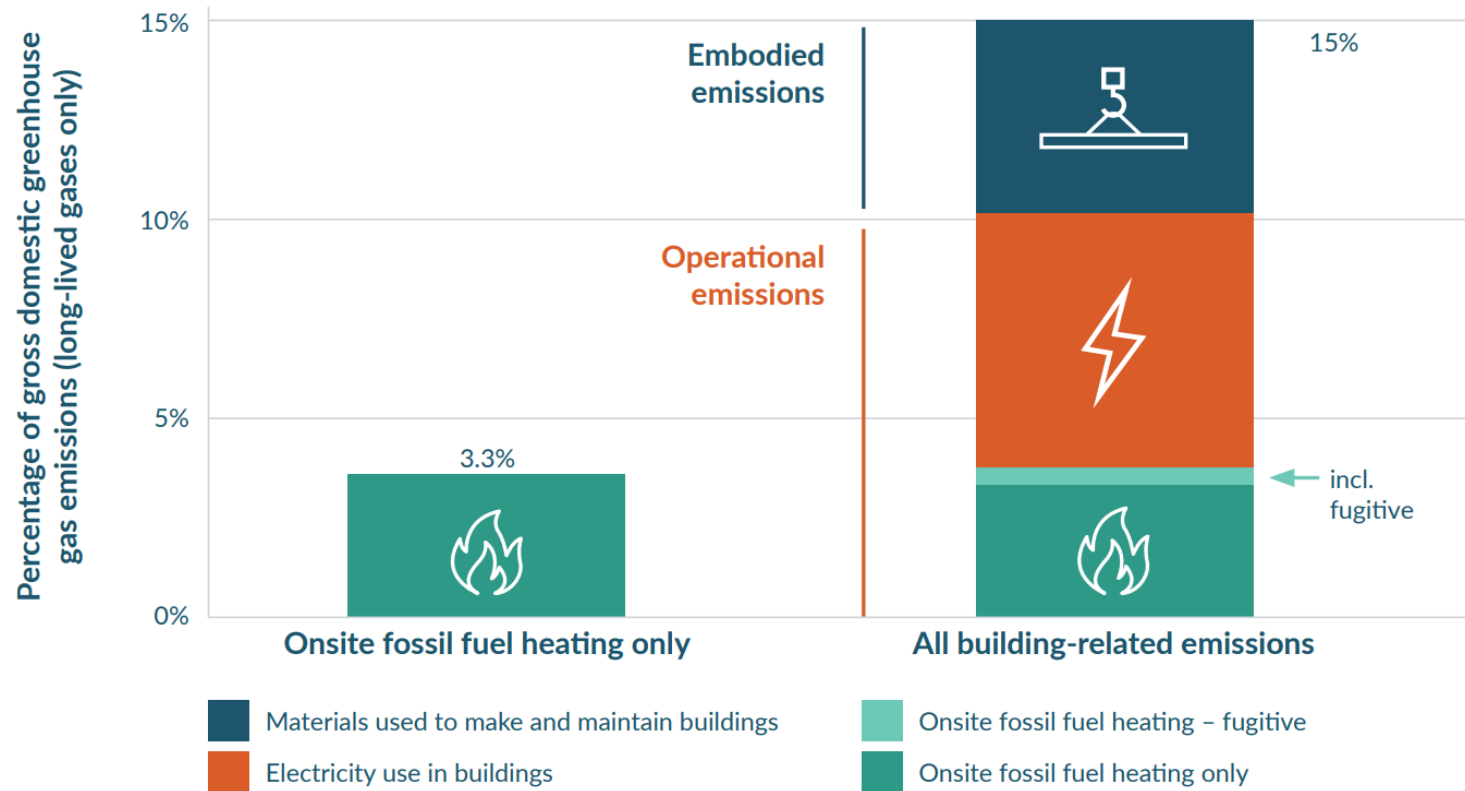 Percentage of gross domestic greenhouse
gas emissions (long-lived gases only)
15%
10%
5%
0%
Embodied
emissions
Operational
emissions
15%
3.3%
incl.
fugitive
Onsite fossil fuel heating only
All building-related emissions
Materials used to make and maintain buildings
Onsite fossil fuel heating – fugitive
Electricity use in buildings
Onsite fossil fuel heating only